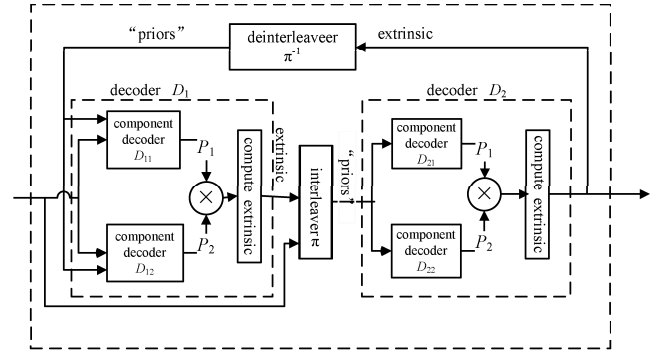 "priors"
deinterleaveer
π⁻¹
extrinsic
decoder D₁
decoder D₂
component
decoder
D₁₁
P₁
compute extrinsic
extrinsic
interleaver π
"priors"
component
decoder
D₂₁
P₁
compute extrinsic
×
×
component
decoder
D₁₂
P₂
component
decoder
D₂₂
P₂